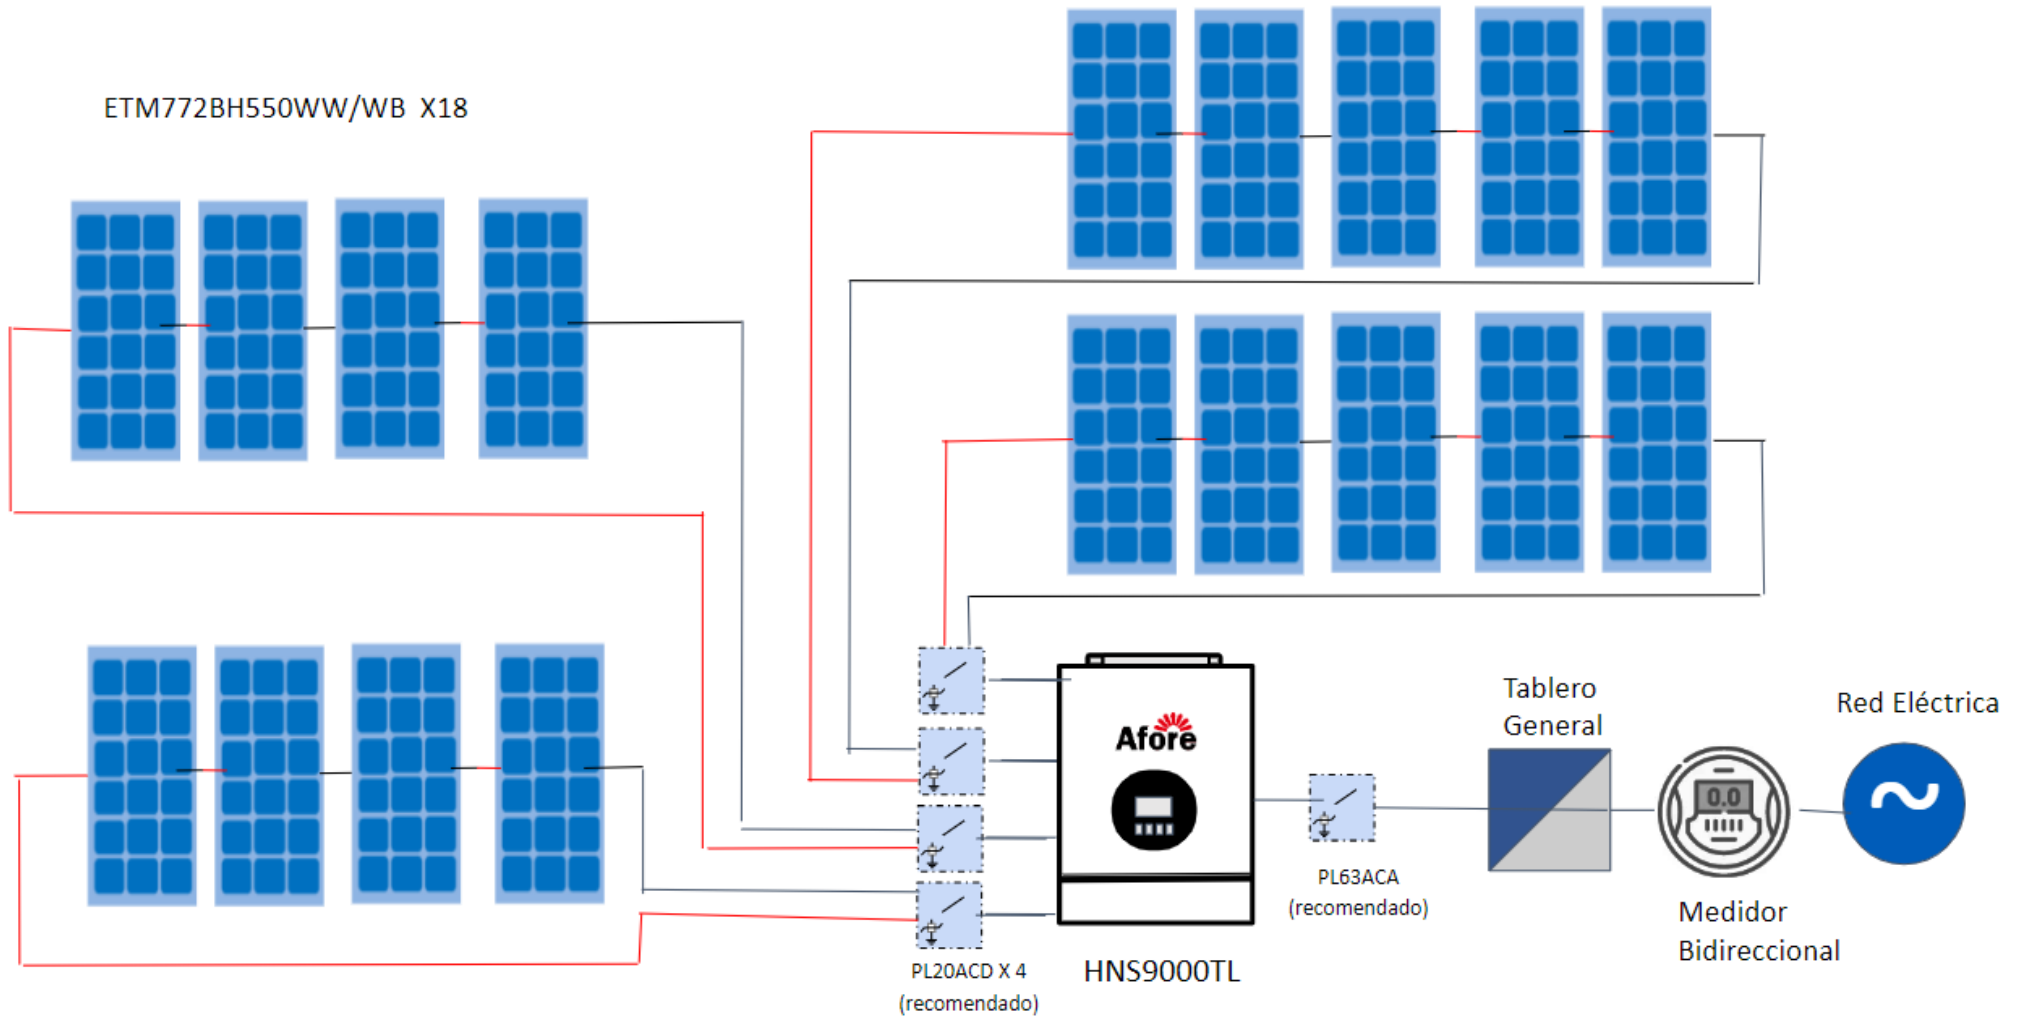 ETM772BH550WW/WB X18
Tablero
General
Red Eléctrica
Afore
0.0
PL63ACA
(recomendado)
Medidor
Bidireccional
PL20ACD X 4
(recomendado)
HNS9000TL